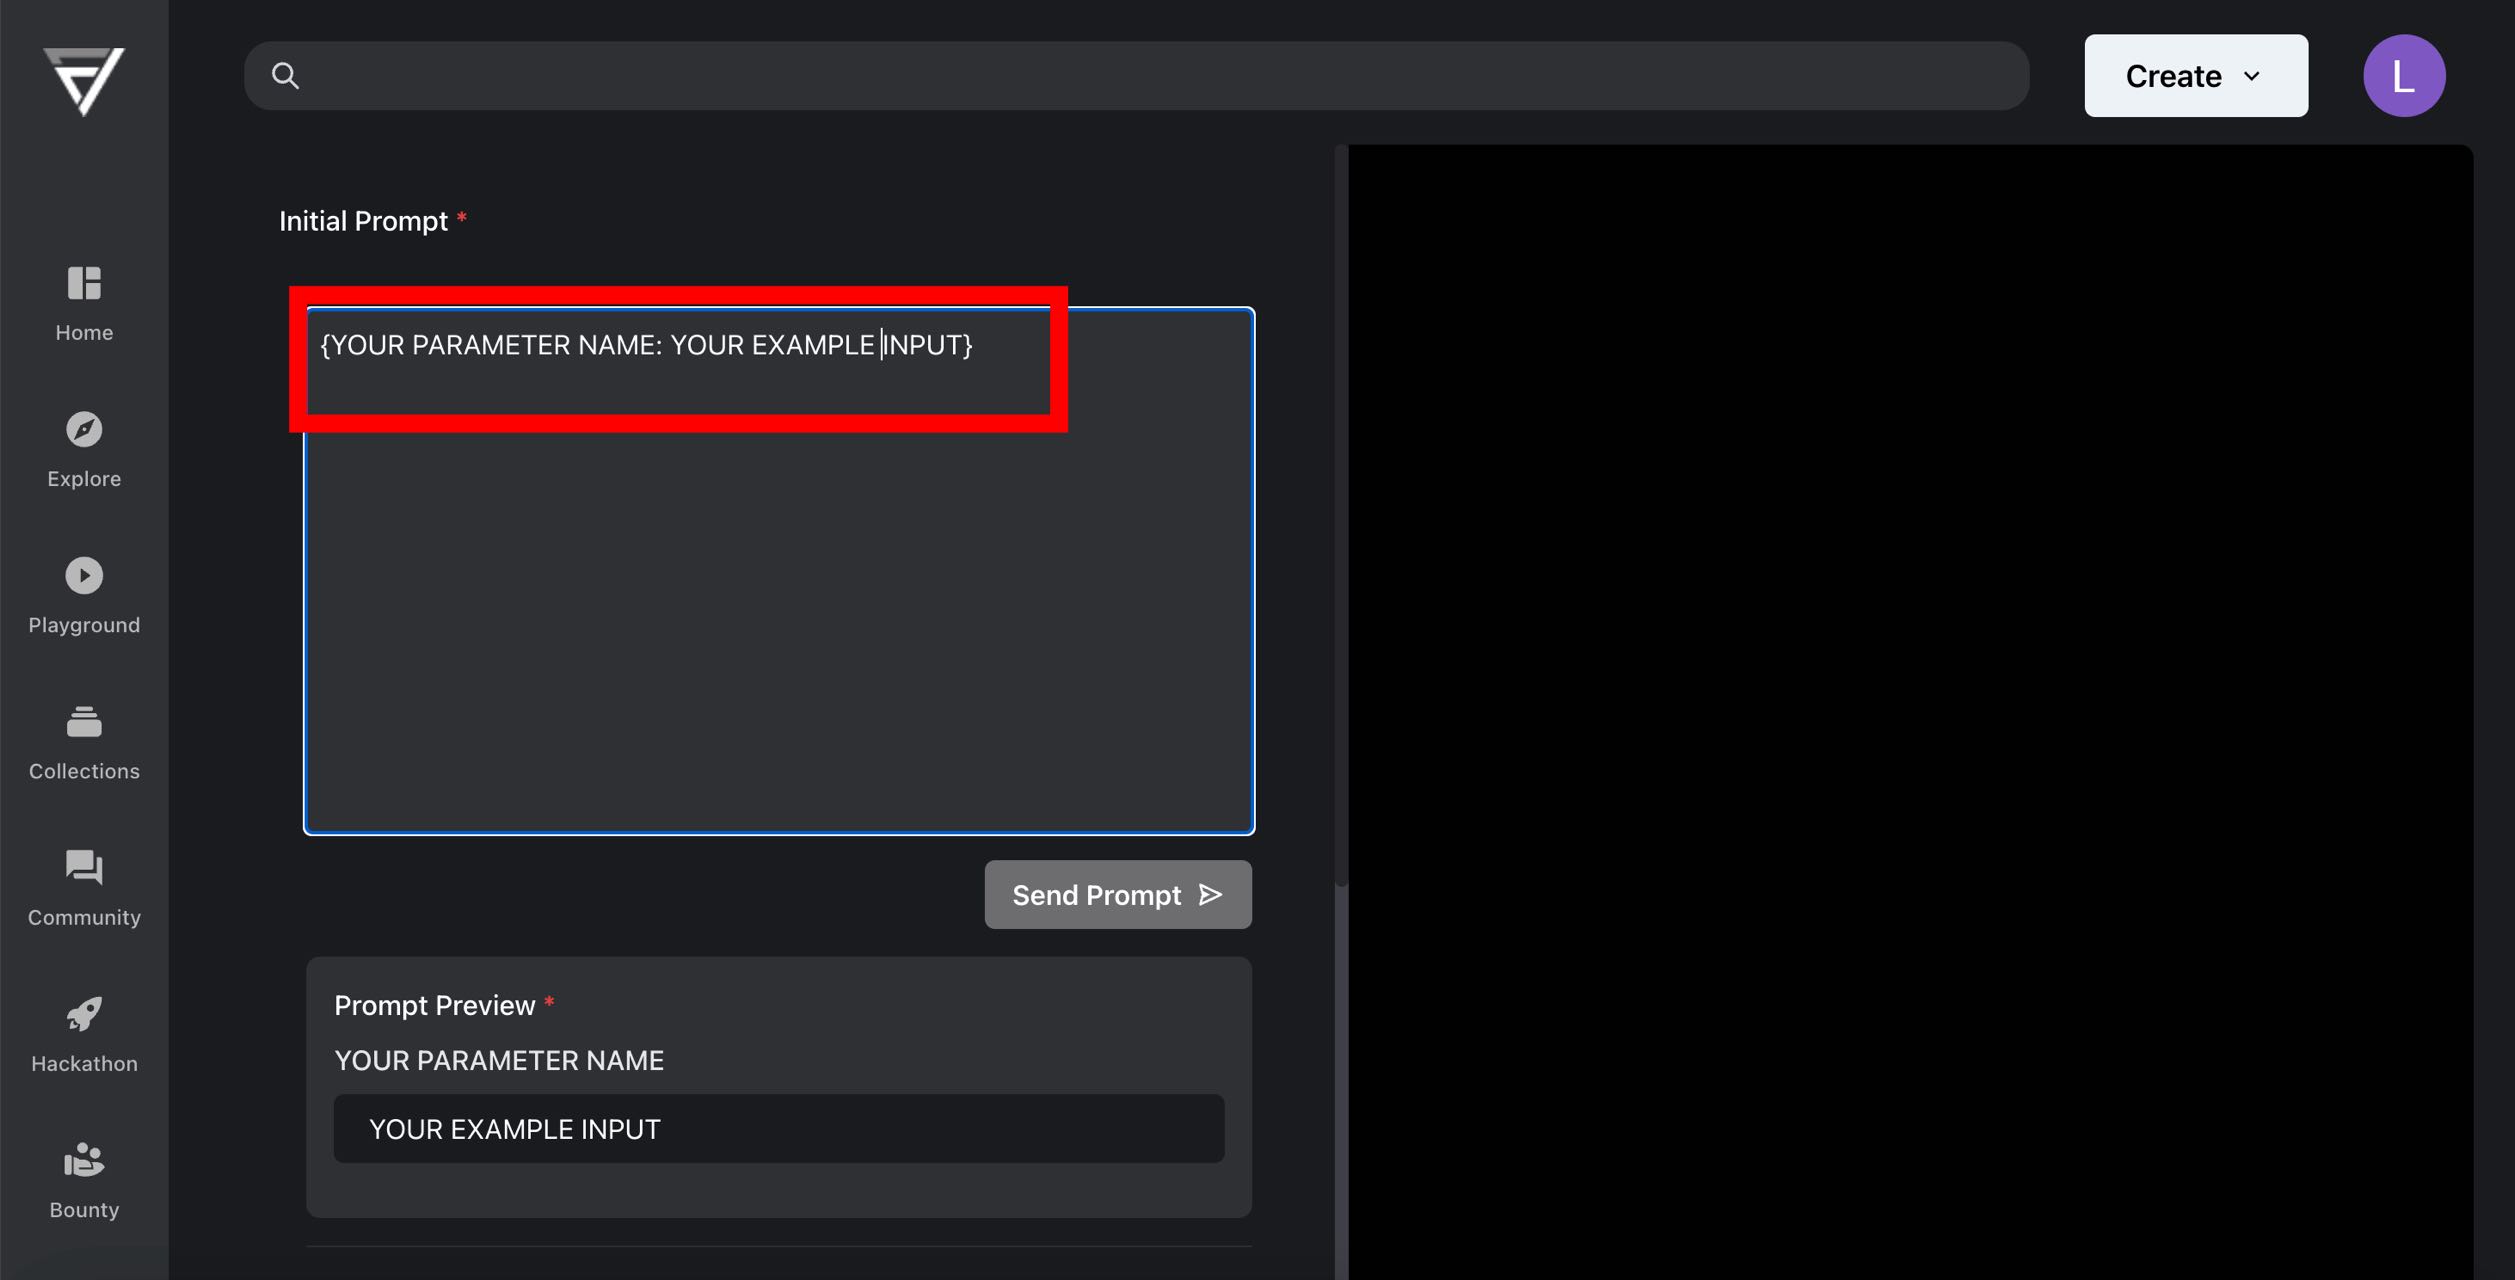 Create
L
Home
Explore
Playground
Collections
Community
Hackathon
Bounty
Initial Prompt *
{YOUR PARAMETER NAME: YOUR EXAMPLE INPUT}
Send Prompt
Prompt Preview *
YOUR PARAMETER NAME
YOUR EXAMPLE INPUT